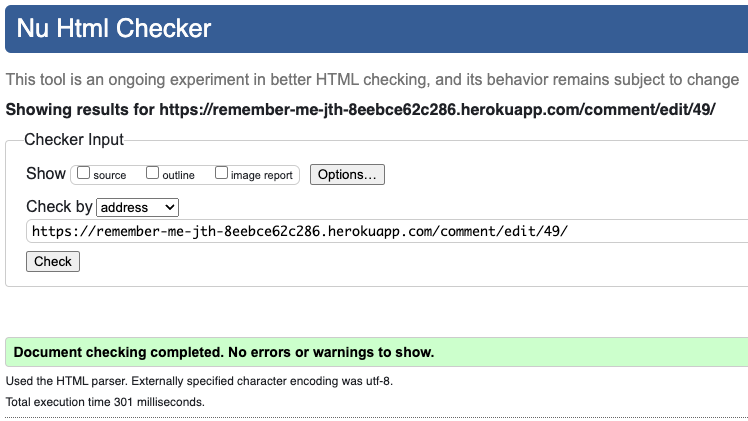 Nu Html Checker
This tool is an ongoing experiment in better HTML checking, and its behavior remains subject to change
Showing results for https://remember-me-jth-8eebce62c286.herokuapp.com/comment/edit/49/
Checker Input
Show source outline image report Options...
Check by address
https://remember-me-jth-8eebce62c286.herokuapp.com/comment/edit/49/
Check
Document checking completed. No errors or warnings to show.
Used the HTML parser. Externally specified character encoding was utf-8.
Total execution time 301 milliseconds.